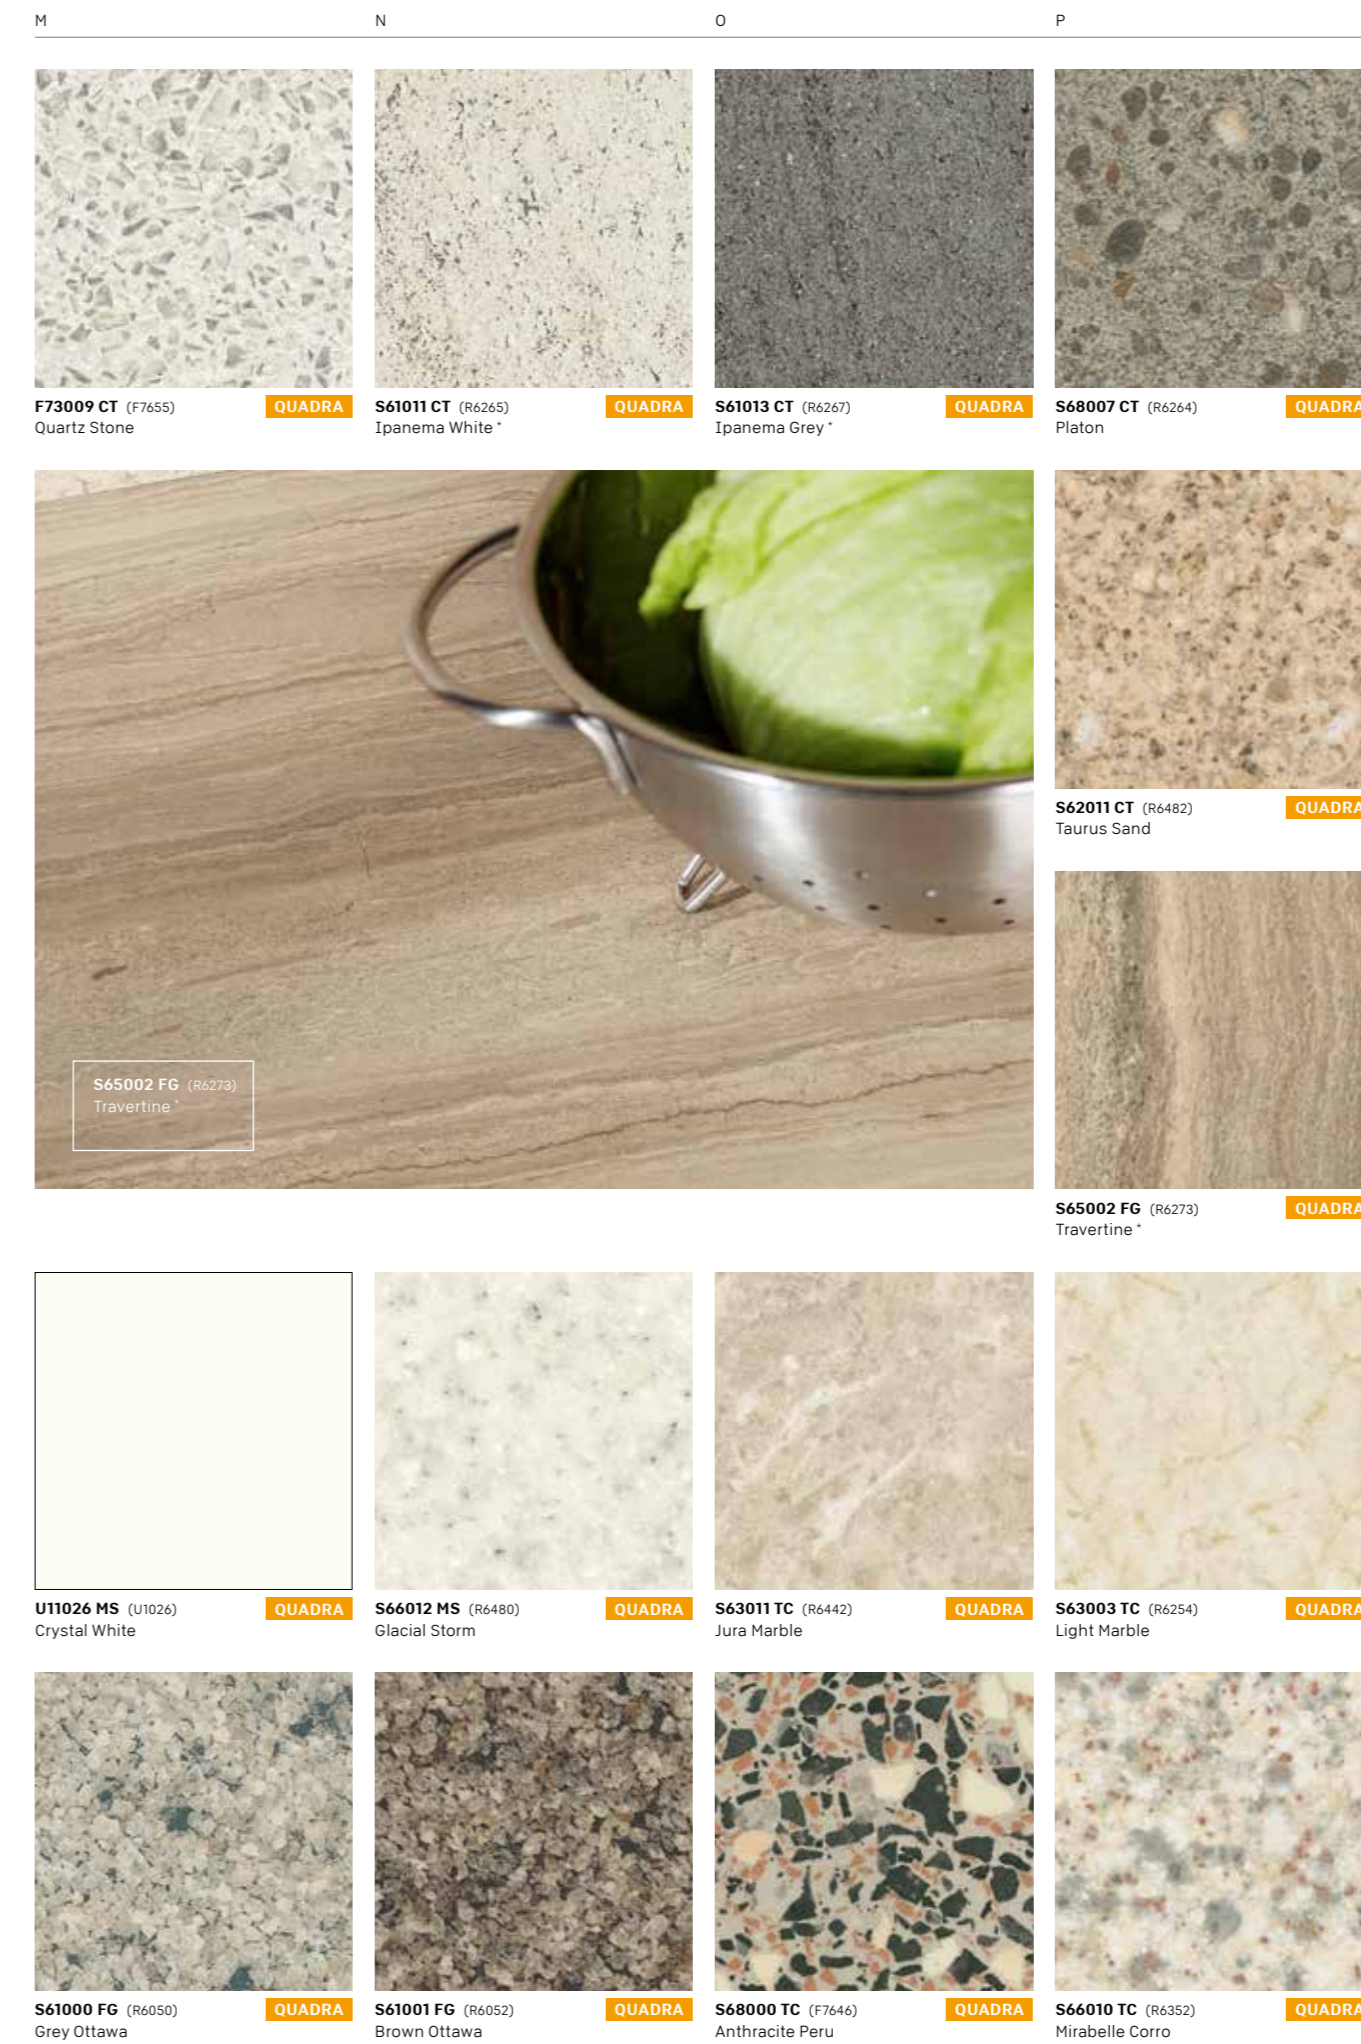 M N O P
F73009 CT (F7655) QUADRA
Quartz Stone
S61011 CT (R6265) QUADRA
Ipanema White *
S61013 CT (R6267) QUADRA
Ipanema Grey *
S68007 CT (R6264) QUADRA
Platon
S62011 CT (R6482) QUADRA
Taurus Sand
S65002 FG (R6273)
Travertine *
S65002 FG (R6273) QUADRA
Travertine *
U11026 MS (U1026) QUADRA
Crystal White
S66012 MS (R6480) QUADRA
Glacial Storm
S63011 TC (R6442) QUADRA
Jura Marble
S63003 TC (R6254) QUADRA
Light Marble
S61000 FG (R6050) QUADRA
Grey Ottawa
S61001 FG (R6052) QUADRA
Brown Ottawa
S68000 TC (F7646) QUADRA
Anthracite Peru
S66010 TC (R6352) QUADRA
Mirabelle Corro